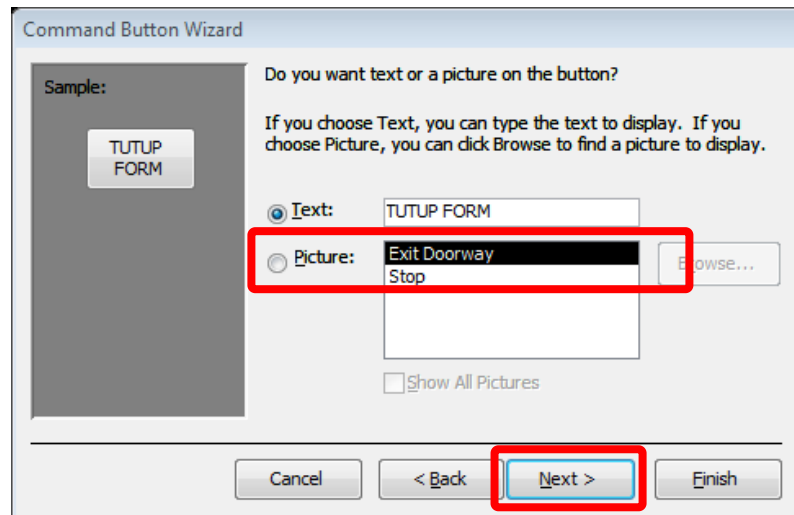 Command Button Wizard
Sample:
TUTUP
FORM
Do you want text or a picture on the button?
If you choose Text, you can type the text to display. If you
choose Picture, you can click Browse to find a picture to display.
Text: TUTUP FORM
Picture: Exit Doorway
Stop
Browse...
Show All Pictures
Cancel < Back Next > Finish